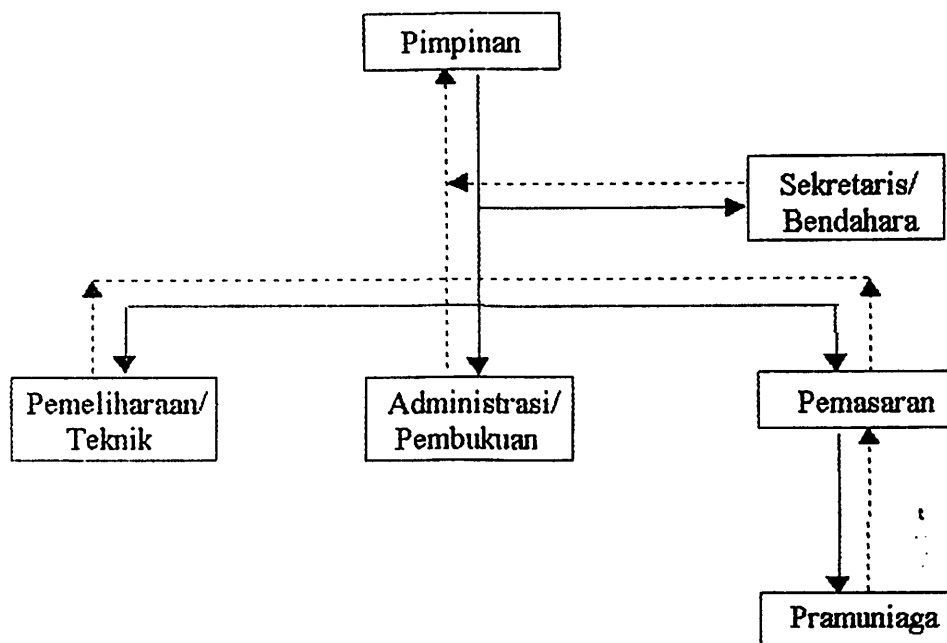 Pimpinan
Sekretaris/
Bendahara
Pemeliharaan/
Teknik
Administrasi/
Pembukuan
Pemasaran
Pramuniaga